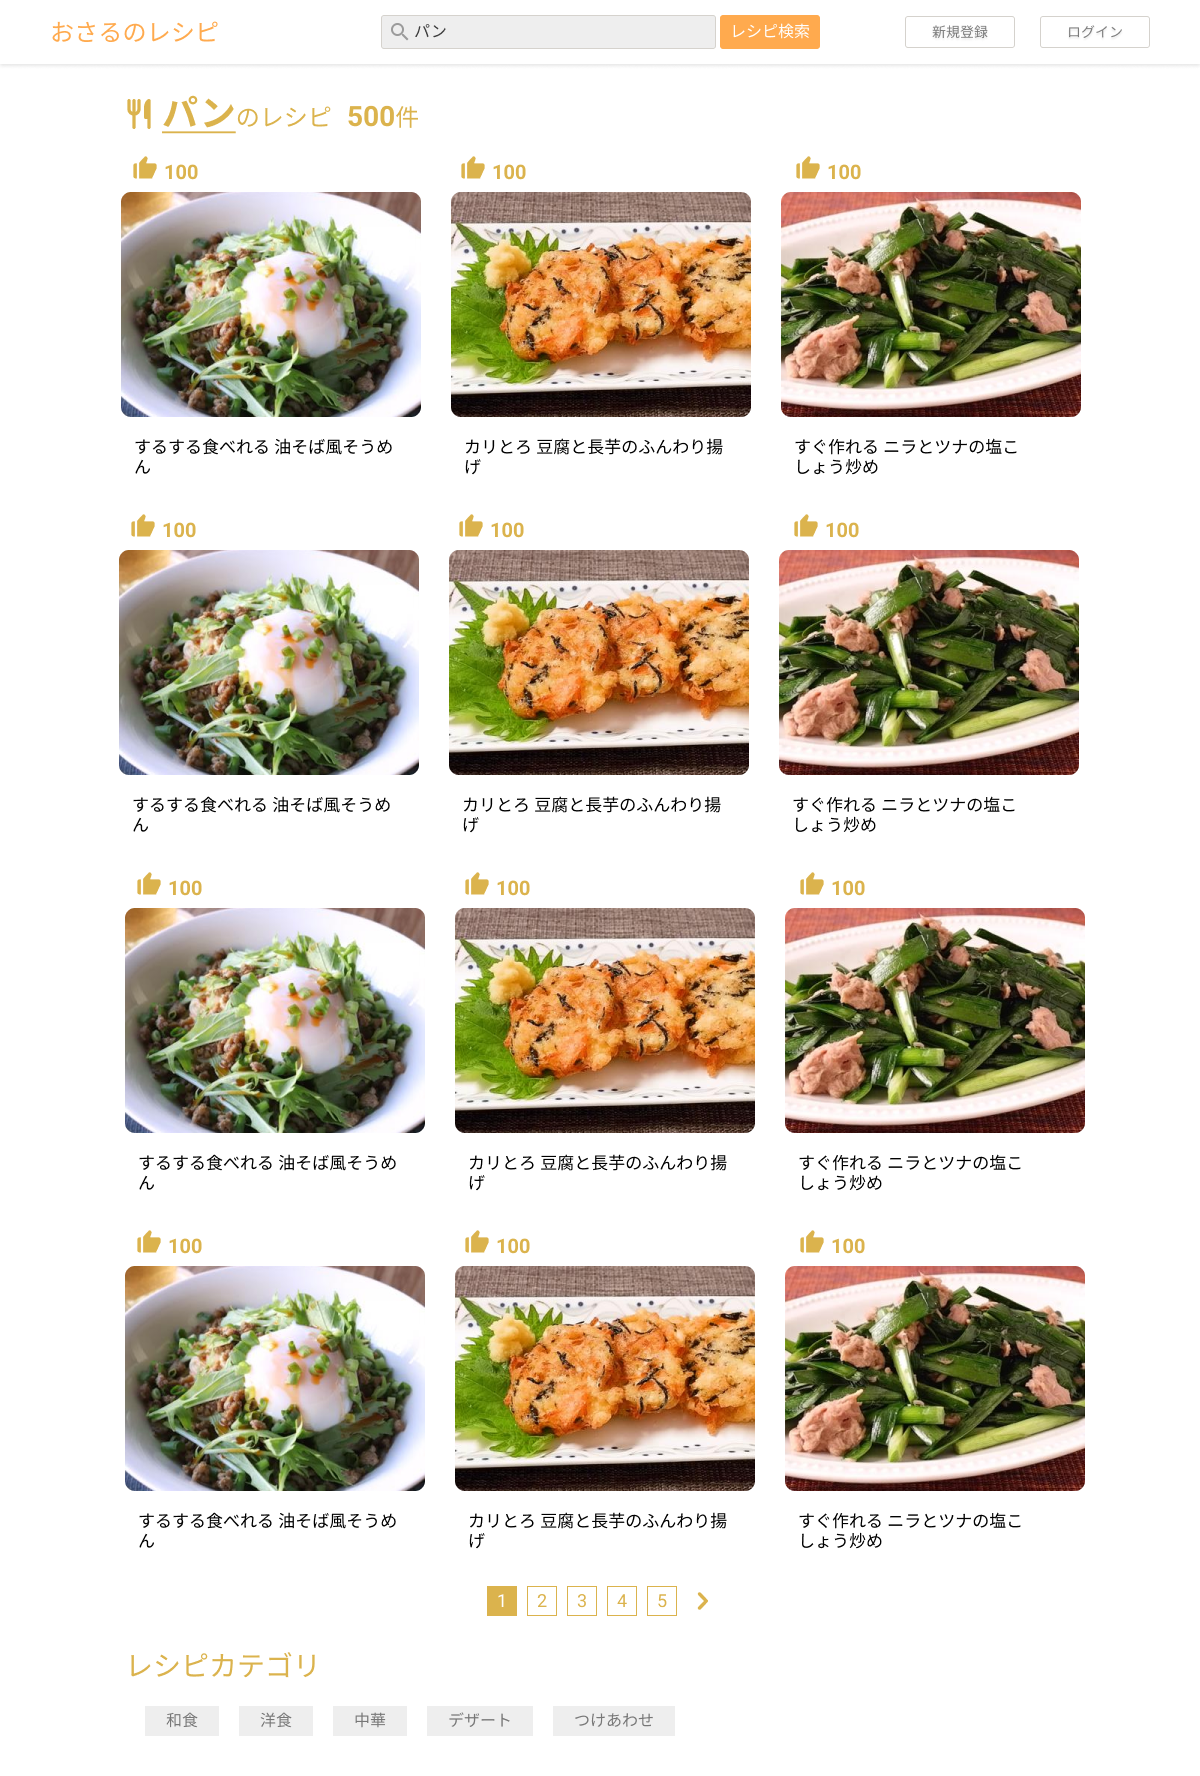 おさるのレシピ
パン
レシピ検索
新規登録
ログイン
パンのレシピ 500件
100
100
100
するする食べれる 油そば風そうめ
ん
カリとろ 豆腐と長芋のふんわり揚
げ
すぐ作れる ニラとツナの塩こ
しょう炒め
100
100
100
するする食べれる 油そば風そうめ
ん
カリとろ 豆腐と長芋のふんわり揚
げ
すぐ作れる ニラとツナの塩こ
しょう炒め
100
100
100
するする食べれる 油そば風そうめ
ん
カリとろ 豆腐と長芋のふんわり揚
げ
すぐ作れる ニラとツナの塩こ
しょう炒め
100
100
100
するする食べれる 油そば風そうめ
ん
カリとろ 豆腐と長芋のふんわり揚
げ
すぐ作れる ニラとツナの塩こ
しょう炒め
1 2 3 4 5
レシピカテゴリ
和食
洋食
中華
デザート
つけあわせ